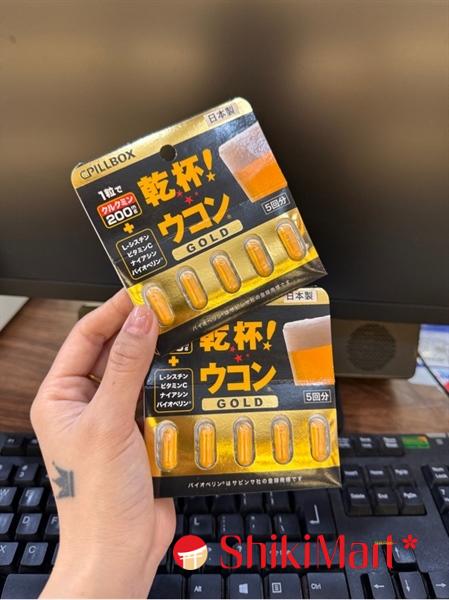 CPILLBOX
日本製
1粒で
クルクミン
200mg
+
L-シスチン
ビタミンC
ナイアシン
バイオペリン®
乾杯!
ウコン
GOLD
5回分
バイオペリン®はサビンサ社の登録商標です
日本製
+
L-シスチン
ビタミンC
ナイアシン
バイオペリン®
乾杯!
ウコン
GOLD
5回分
バイオペリン®はサビンサ社の登録商標です
ShikiMart*
Alt
Ctrl